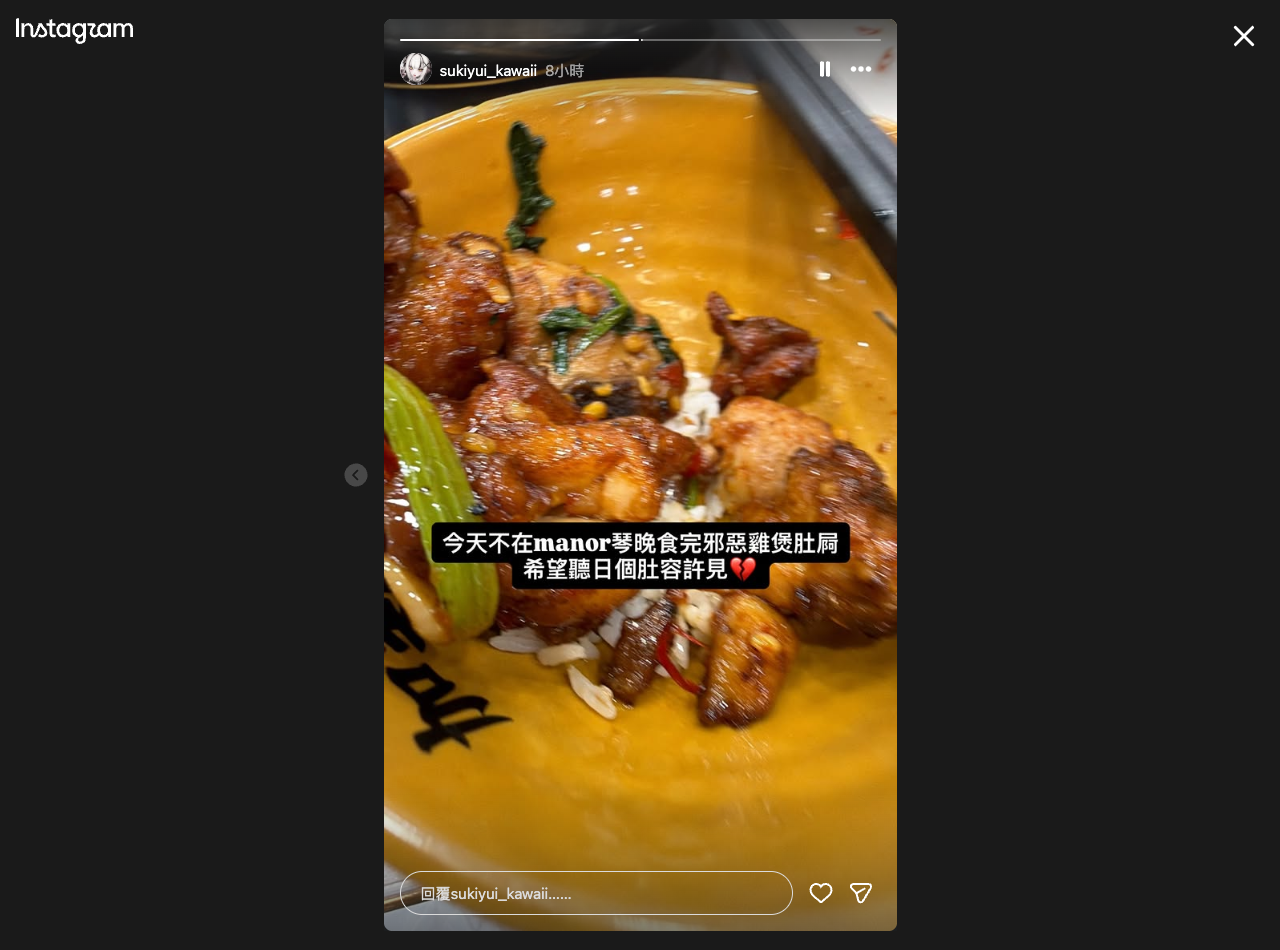 Instagram
sukiyui_kawaii 8小時
今天不在manor琴晚食完邪惡雞煲肚屙
希望聽日個肚容許見💔
回覆sukiyui_kawaii......